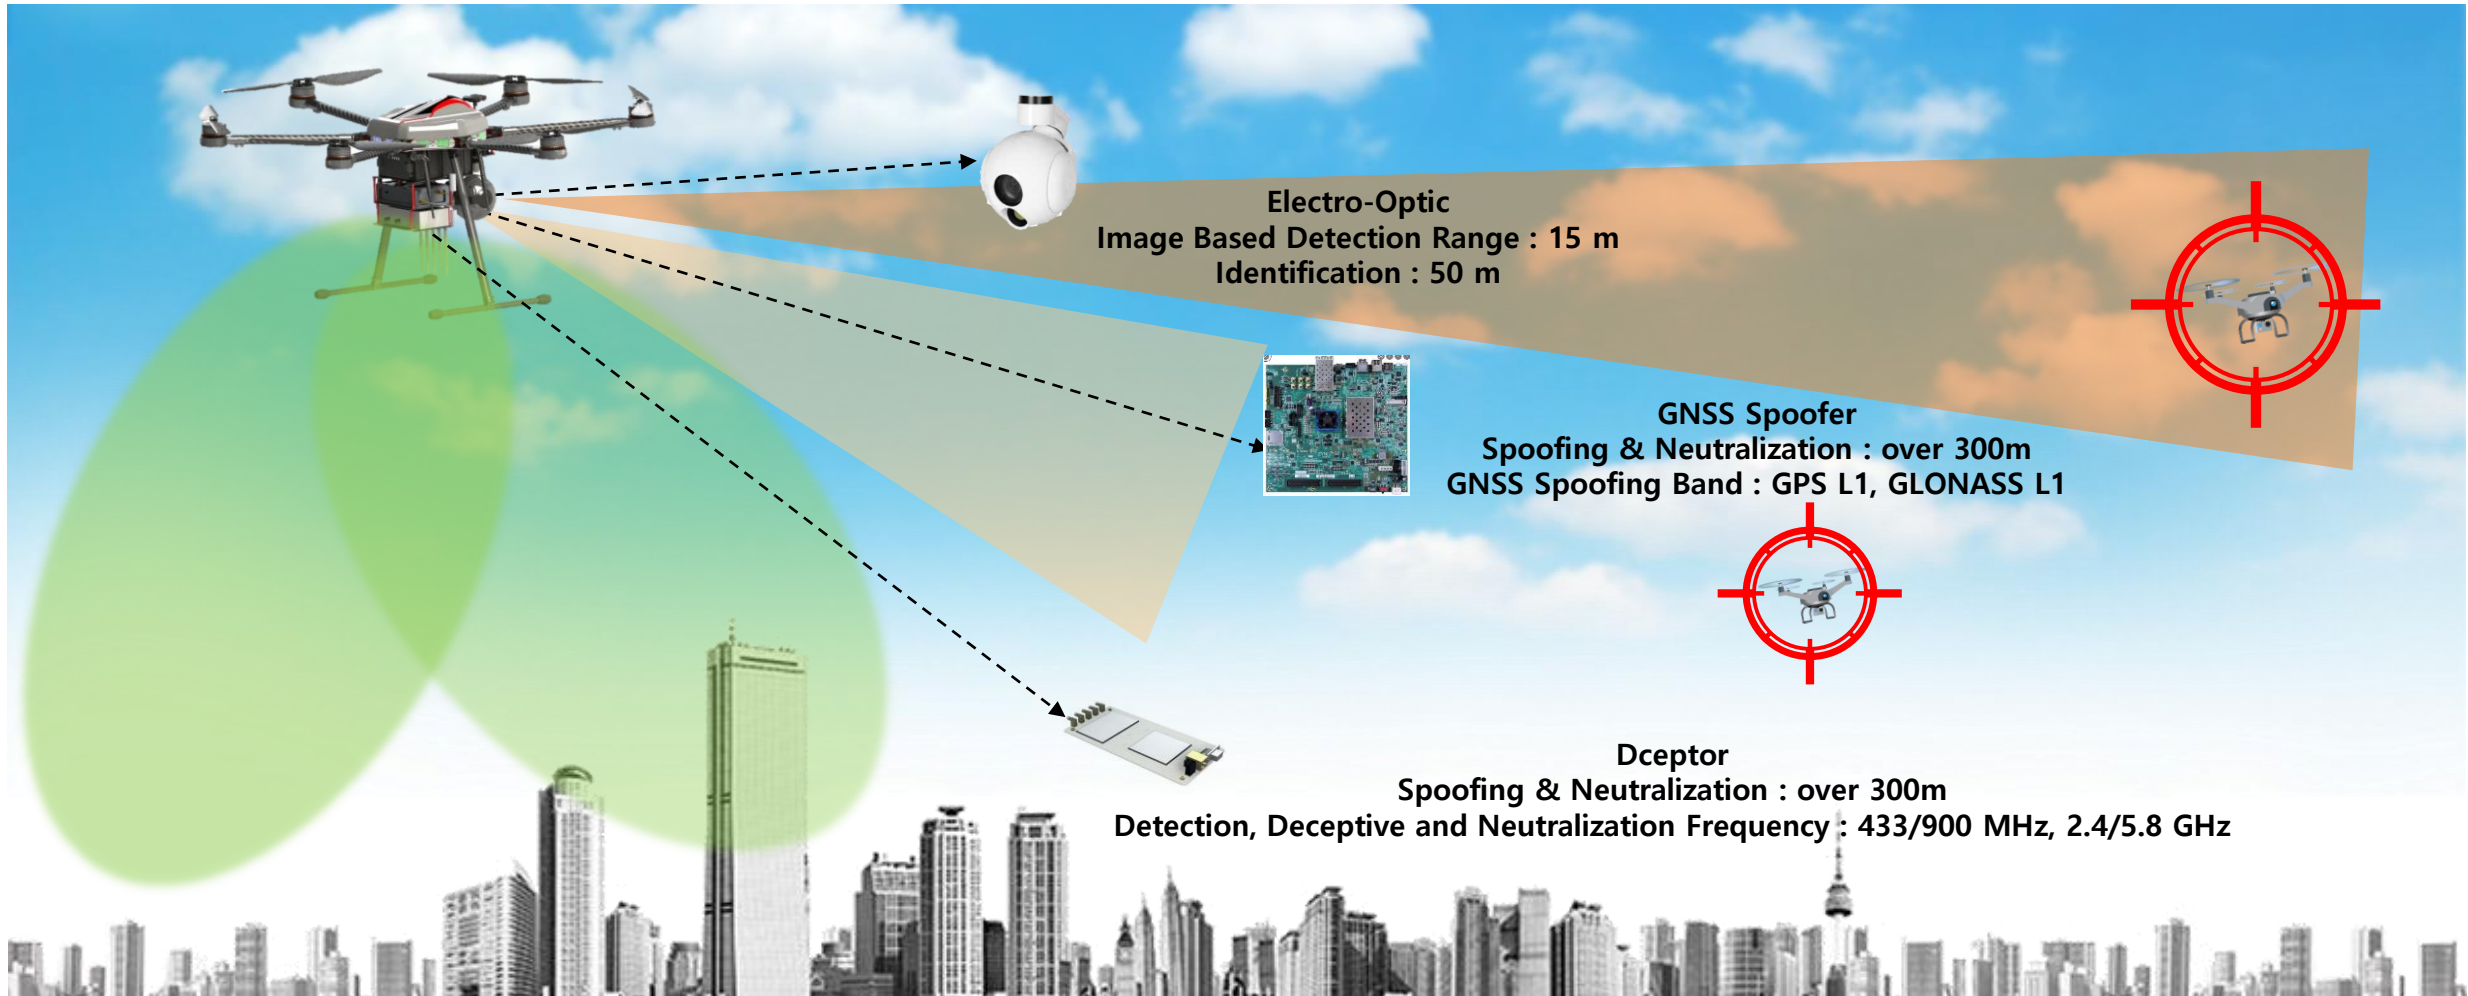 Electro-Optic
Image Based Detection Range : 15 m
Identification : 50 m
GNSS Spoofer
Spoofing & Neutralization : over 300m
GNSS Spoofing Band : GPS L1, GLONASS L1
Dceptor
Spoofing & Neutralization : over 300m
Detection, Deceptive and Neutralization Frequency : 433/900 MHz, 2.4/5.8 GHz